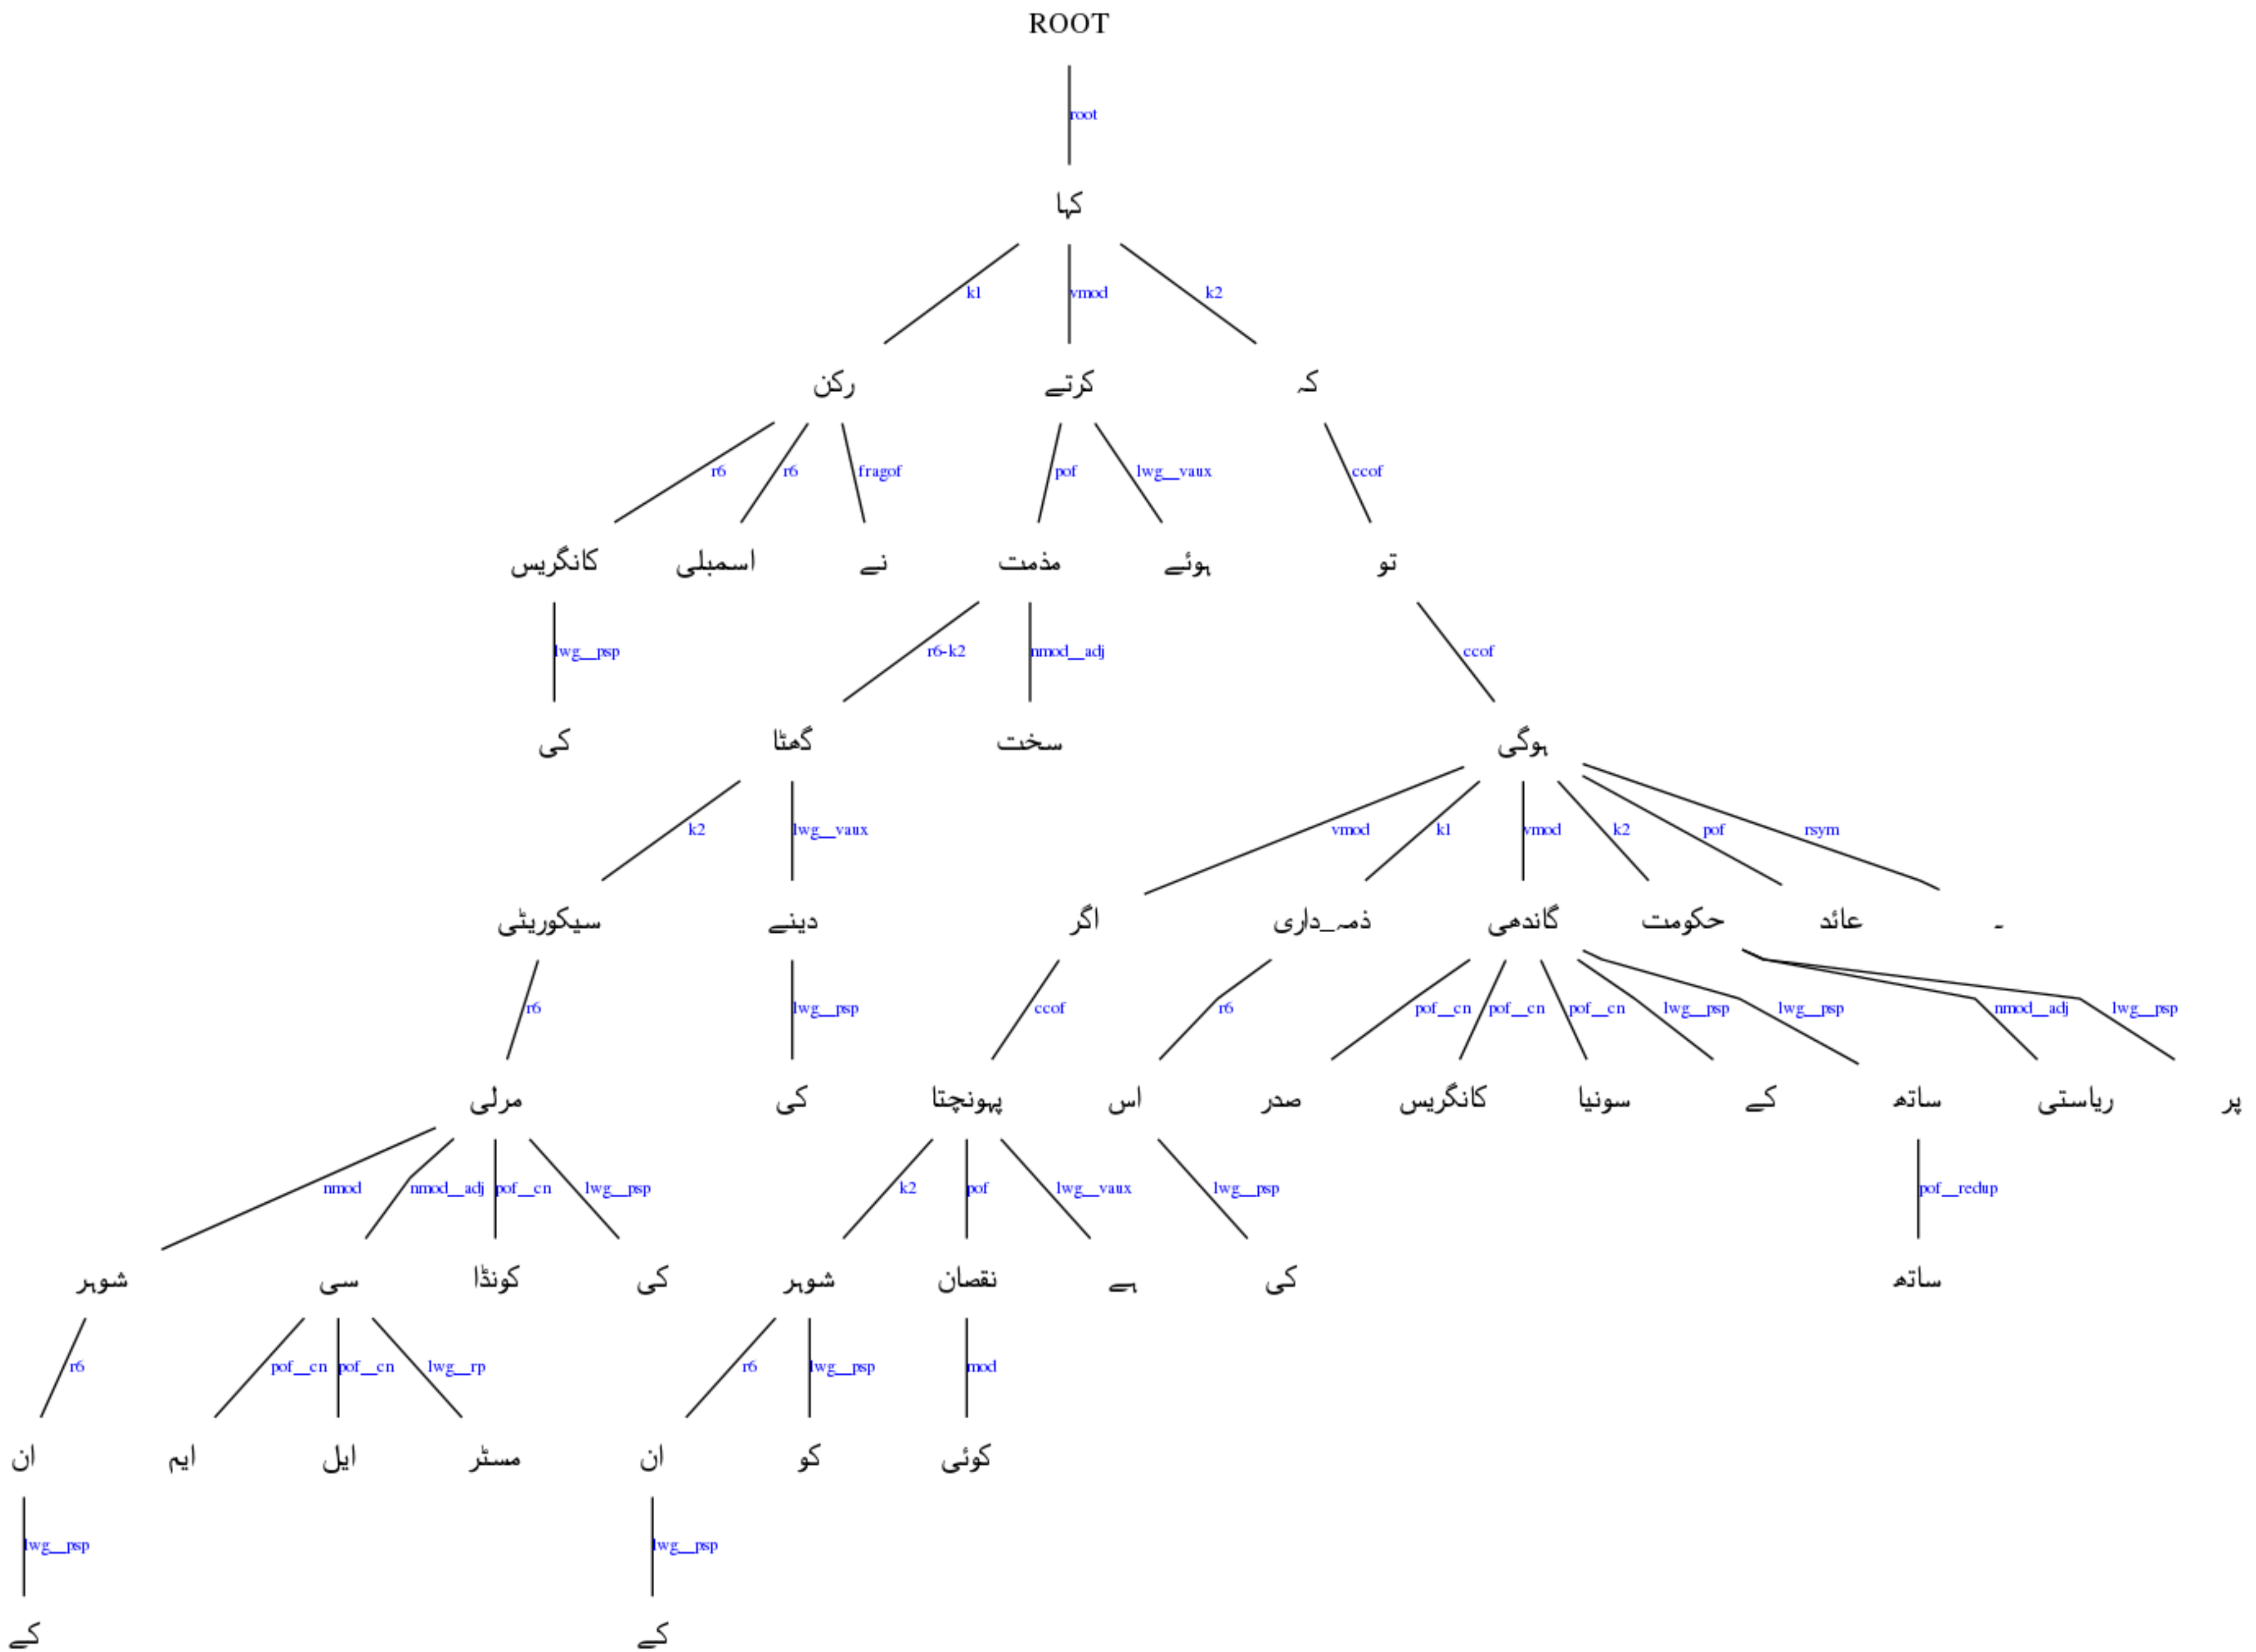 ROOT
root
کہا
k1 vmod k2
رکن کرتے کہ
r6 r6 fragof pof lwg__vaux ccof
کانگریس اسمبلی نے مذمت ہوئے تو
lwg__psp r6-k2 nmod__adj ccof
کی گھٹا سخت ہوگی
k2 lwg__vaux vmod k1 vmod k2 pof rsym
سیکوریٹی دینے اگر ذمہ_داری گاندھی حکومت عائد ۔
r6 lwg__psp ccof r6 pof__cn pof__cn pof__cn lwg__psp lwg__psp nmod__adj lwg__psp
مرلی کی پہونچتا اس صدر کانگریس سونیا کے ساتھ ریاستی پر
nmod nmod__adj pof__cn lwg__psp k2 pof lwg__vaux lwg__psp pof__redup
شوہر سی کونڈا کی شوہر نقصان ہے کی ساتھ
r6 pof__cn pof__cn lwg__rp r6 lwg__psp mod
ان ایم ایل مسٹر ان کو کوئی
lwg__psp lwg__psp
کے کے